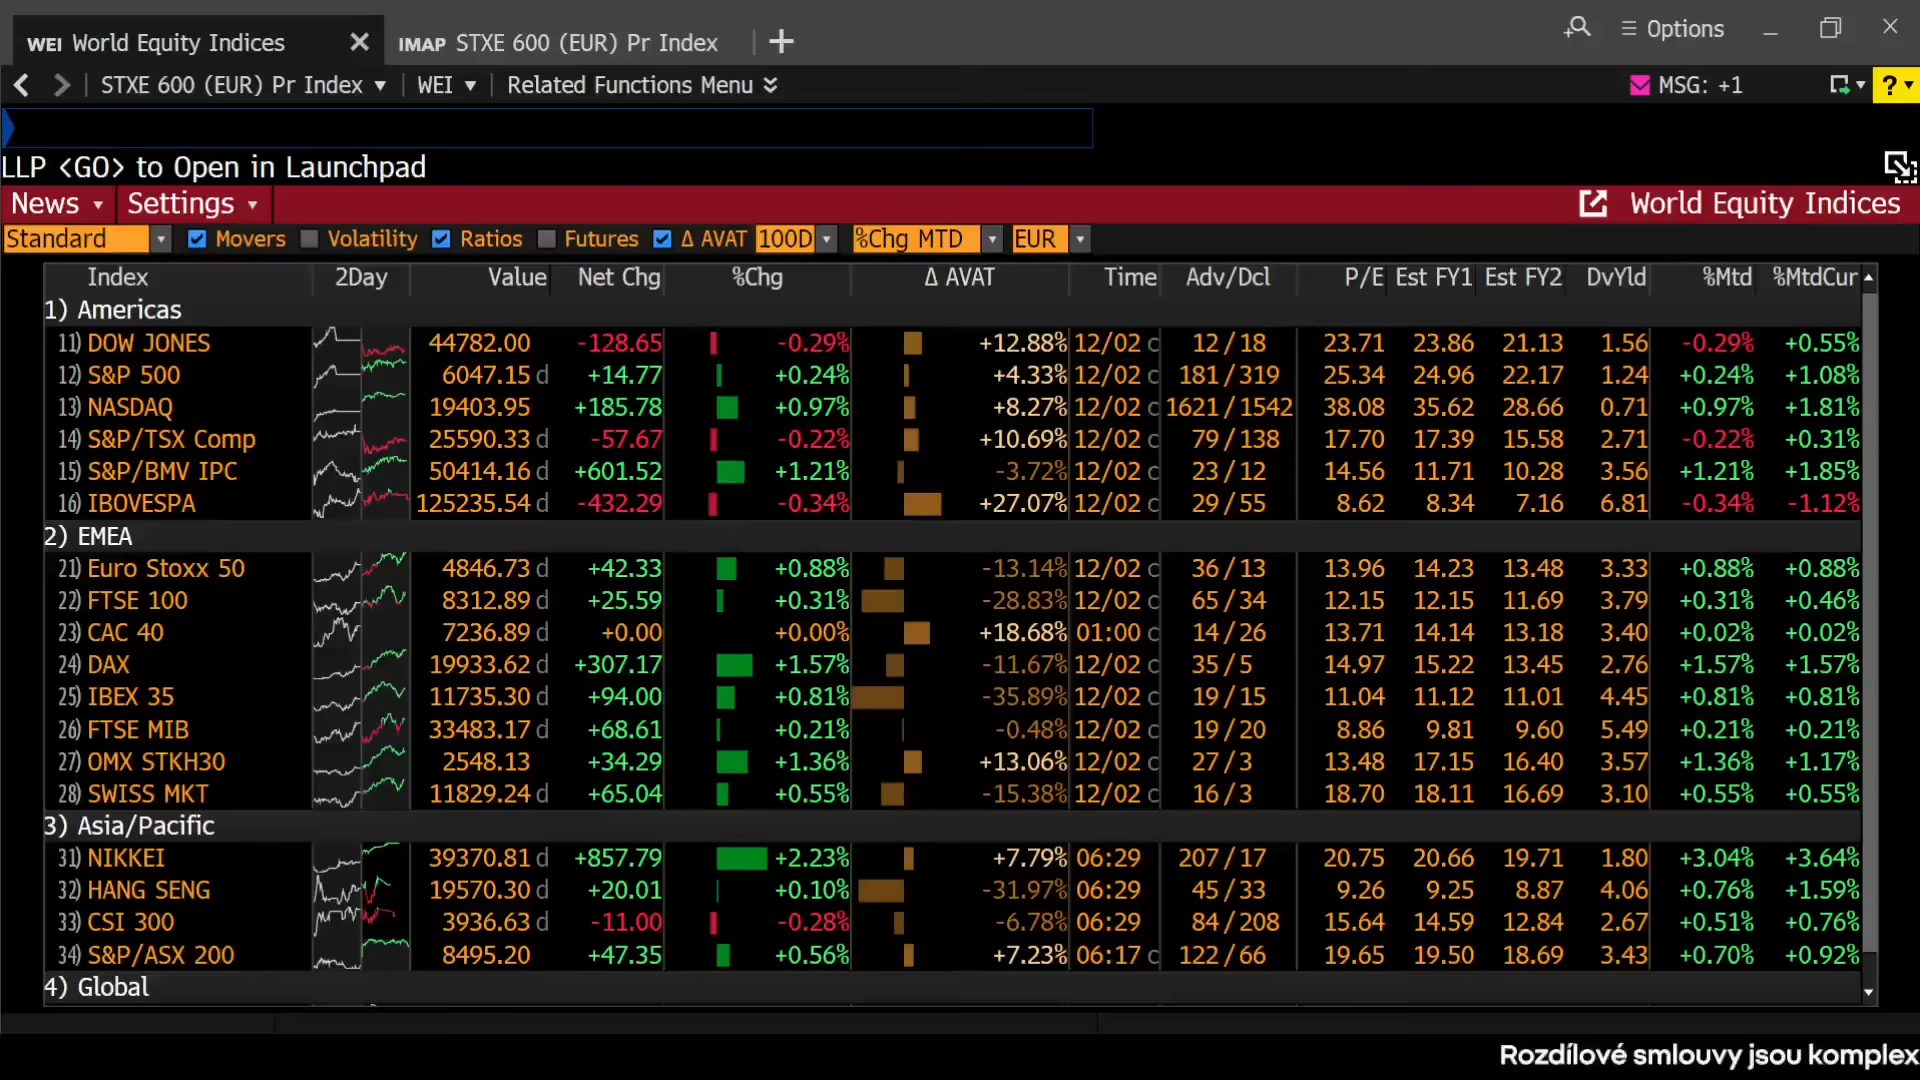 WEI World Equity Indices IMAP STXE 600 (EUR) Pr Index Options
STXE 600 (EUR) Pr Index WEI Related Functions Menu MSG: +1 ?
LLP <GO> to Open in Launchpad
News Settings World Equity Indices
Standard Movers Volatility Ratios Futures Δ AVAT 100D %Chg MTD EUR
Index 2Day Value Net Chg %Chg Δ AVAT Time Adv/Dcl P/E Est FY1 Est FY2 DvYld %Mtd %MtdCur
1) Americas
11) DOW JONES 44782.00 -128.65 -0.29% +12.88% 12/02 c 12 / 18 23.71 23.86 21.13 1.56 -0.29% +0.55%
12) S&P 500 6047.15 d +14.77 +0.24% +4.33% 12/02 c 181 / 319 25.34 24.96 22.17 1.24 +0.24% +1.08%
13) NASDAQ 19403.95 +185.78 +0.97% +8.27% 12/02 c 1621 / 1542 38.08 35.62 28.66 0.71 +0.97% +1.81%
14) S&P/TSX Comp 25590.33 d -57.67 -0.22% +10.69% 12/02 c 79 / 138 17.70 17.39 15.58 2.71 -0.22% +0.31%
15) S&P/BMV IPC 50414.16 d +601.52 +1.21% -3.72% 12/02 c 23 / 12 14.56 11.71 10.28 3.56 +1.21% +1.85%
16) IBOVESPA 125235.54 d -432.29 -0.34% +27.07% 12/02 c 29 / 55 8.62 8.34 7.16 6.81 -0.34% -1.12%
2) EMEA
21) Euro Stoxx 50 4846.73 d +42.33 +0.88% -13.14% 12/02 c 36 / 13 13.96 14.23 13.48 3.33 +0.88% +0.88%
22) FTSE 100 8312.89 d +25.59 +0.31% -28.83% 12/02 c 65 / 34 12.15 12.15 11.69 3.79 +0.31% +0.46%
23) CAC 40 7236.89 d +0.00 +0.00% +18.68% 01:00 c 14 / 26 13.71 14.14 13.18 3.40 +0.02% +0.02%
24) DAX 19933.62 d +307.17 +1.57% -11.67% 12/02 c 35 / 5 14.97 15.22 13.45 2.76 +1.57% +1.57%
25) IBEX 35 11735.30 d +94.00 +0.81% -35.89% 12/02 c 19 / 15 11.04 11.12 11.01 4.45 +0.81% +0.81%
26) FTSE MIB 33483.17 d +68.61 +0.21% -0.48% 12/02 c 19 / 20 8.86 9.81 9.60 5.49 +0.21% +0.21%
27) OMX STKH30 2548.13 +34.29 +1.36% +13.06% 12/02 c 27 / 3 13.48 17.15 16.40 3.57 +1.36% +1.17%
28) SWISS MKT 11829.24 d +65.04 +0.55% -15.38% 12/02 c 16 / 3 18.70 18.11 16.69 3.10 +0.55% +0.55%
3) Asia/Pacific
31) NIKKEI 39370.81 d +857.79 +2.23% +7.79% 06:29 207 / 17 20.75 20.66 19.71 1.80 +3.04% +3.64%
32) HANG SENG 19570.30 d +20.01 +0.10% -31.97% 06:29 45 / 33 9.26 9.25 8.87 4.06 +0.76% +1.59%
33) CSI 300 3936.63 d -11.00 -0.28% -6.78% 06:29 84 / 208 15.64 14.59 12.84 2.67 +0.51% +0.76%
34) S&P/ASX 200 8495.20 +47.35 +0.56% +7.23% 06:17 c 122 / 66 19.65 19.50 18.69 3.43 +0.70% +0.92%
4) Global
Rozdílové smlouvy jsou komplex